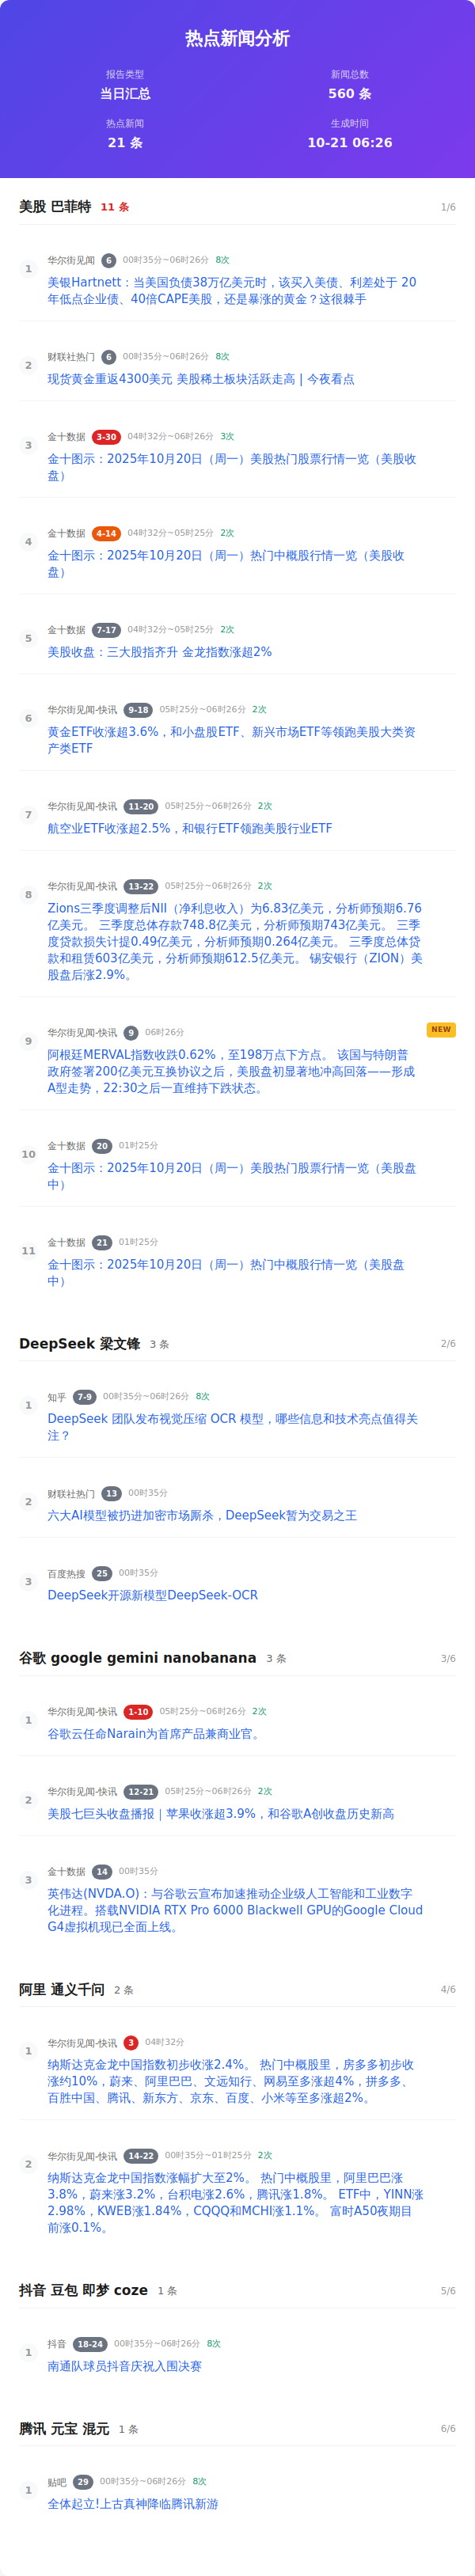 热点新闻分析
报告类型
当日汇总
新闻总数
560 条
热点新闻
21 条
生成时间
10-21 06:26
美股 巴菲特 11 条 1/6
1
华尔街见闻 6 00时35分~06时26分 8次
美银Hartnett：当美国负债38万亿美元时，该买入美债、利差处于 20
年低点企业债、40倍CAPE美股，还是暴涨的黄金？这很棘手
2
财联社热门 6 00时35分~06时26分 8次
现货黄金重返4300美元 美股稀土板块活跃走高 | 今夜看点
3
金十数据 3-30 04时32分~06时26分 3次
金十图示：2025年10月20日（周一）美股热门股票行情一览（美股收
盘）
4
金十数据 4-14 04时32分~05时25分 2次
金十图示：2025年10月20日（周一）热门中概股行情一览（美股收
盘）
5
金十数据 7-17 04时32分~05时25分 2次
美股收盘：三大股指齐升 金龙指数涨超2%
6
华尔街见闻-快讯 9-18 05时25分~06时26分 2次
黄金ETF收涨超3.6%，和小盘股ETF、新兴市场ETF等领跑美股大类资
产类ETF
7
华尔街见闻-快讯 11-20 05时25分~06时26分 2次
航空业ETF收涨超2.5%，和银行ETF领跑美股行业ETF
8
华尔街见闻-快讯 13-22 05时25分~06时26分 2次
Zions三季度调整后NII（净利息收入）为6.83亿美元，分析师预期6.76
亿美元。 三季度总体存款748.8亿美元，分析师预期743亿美元。 三季
度贷款损失计提0.49亿美元，分析师预期0.264亿美元。 三季度总体贷
款和租赁603亿美元，分析师预期612.5亿美元。 锡安银行（ZION）美
股盘后涨2.9%。
9
华尔街见闻-快讯 9 06时26分 NEW
阿根廷MERVAL指数收跌0.62%，至198万点下方点。 该国与特朗普
政府签署200亿美元互换协议之后，美股盘初显著地冲高回落——形成
A型走势，22:30之后一直维持下跌状态。
10
金十数据 20 01时25分
金十图示：2025年10月20日（周一）美股热门股票行情一览（美股盘
中）
11
金十数据 21 01时25分
金十图示：2025年10月20日（周一）热门中概股行情一览（美股盘
中）
DeepSeek 梁文锋 3 条 2/6
1
知乎 7-9 00时35分~06时26分 8次
DeepSeek 团队发布视觉压缩 OCR 模型，哪些信息和技术亮点值得关
注？
2
财联社热门 13 00时35分
六大AI模型被扔进加密市场厮杀，DeepSeek暂为交易之王
3
百度热搜 25 00时35分
DeepSeek开源新模型DeepSeek-OCR
谷歌 google gemini nanobanana 3 条 3/6
1
华尔街见闻-快讯 1-10 05时25分~06时26分 2次
谷歌云任命Narain为首席产品兼商业官。
2
华尔街见闻-快讯 12-21 05时25分~06时26分 2次
美股七巨头收盘播报｜苹果收涨超3.9%，和谷歌A创收盘历史新高
3
金十数据 14 00时35分
英伟达(NVDA.O)：与谷歌云宣布加速推动企业级人工智能和工业数字
化进程。搭载NVIDIA RTX Pro 6000 Blackwell GPU的Google Cloud
G4虚拟机现已全面上线。
阿里 通义千问 2 条 4/6
1
华尔街见闻-快讯 3 04时32分
纳斯达克金龙中国指数初步收涨2.4%。 热门中概股里，房多多初步收
涨约10%，蔚来、阿里巴巴、文远知行、网易至多涨超4%，拼多多、
百胜中国、腾讯、新东方、京东、百度、小米等至多涨超2%。
2
华尔街见闻-快讯 14-22 00时35分~01时25分 2次
纳斯达克金龙中国指数涨幅扩大至2%。 热门中概股里，阿里巴巴涨
3.8%，蔚来涨3.2%，台积电涨2.6%，腾讯涨1.8%。 ETF中，YINN涨
2.98%，KWEB涨1.84%，CQQQ和MCHI涨1.1%。 富时A50夜期目
前涨0.1%。
抖音 豆包 即梦 coze 1 条 5/6
1
抖音 18-24 00时35分~06时26分 8次
南通队球员抖音庆祝入围决赛
腾讯 元宝 混元 1 条 6/6
1
贴吧 29 00时35分~06时26分 8次
全体起立!上古真神降临腾讯新游